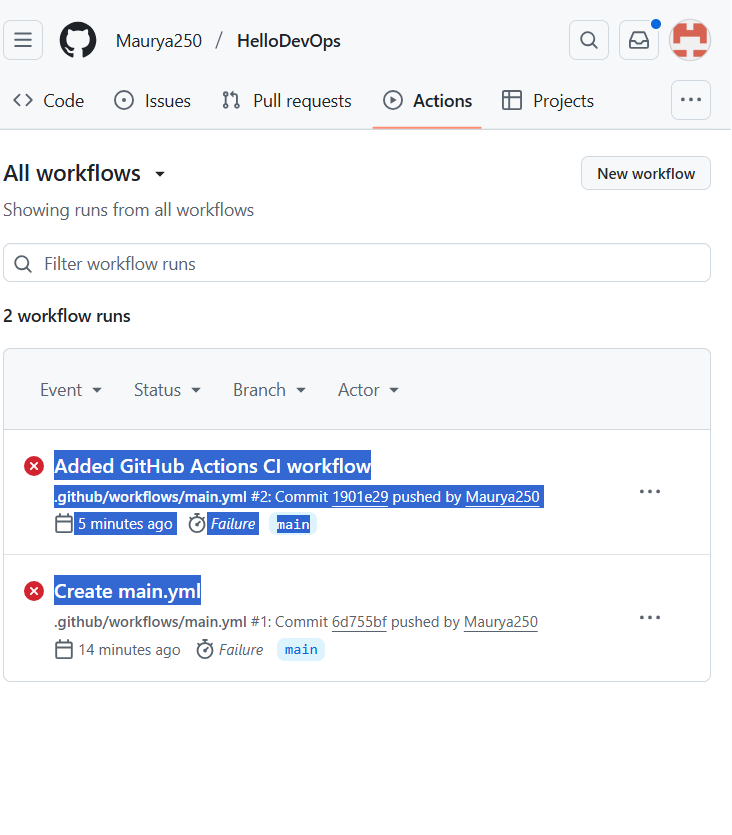 Maurya250 / HelloDevOps
Code Issues Pull requests Actions Projects
All workflows
New workflow
Showing runs from all workflows
Filter workflow runs
2 workflow runs
Event Status Branch Actor
Added GitHub Actions CI workflow
.github/workflows/main.yml #2: Commit 1901e29 pushed by Maurya250
5 minutes ago Failure main
Create main.yml
.github/workflows/main.yml #1: Commit 6d755bf pushed by Maurya250
14 minutes ago Failure main